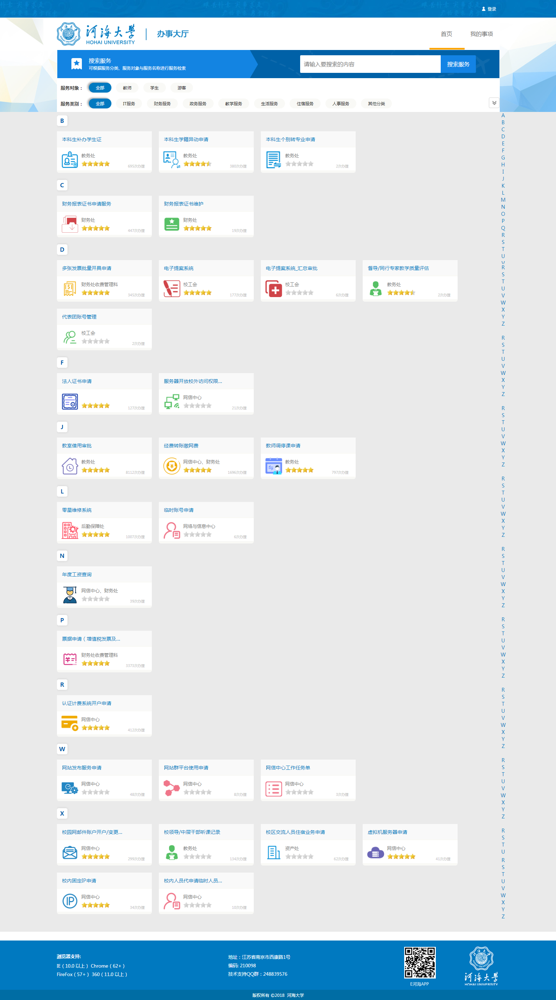 登录
河海大学
HOHAI UNIVERSITY
办事大厅
首页
我的事项
搜索服务
可根据服务分类、服务对象与服务名称进行服务检索
请输入要搜索的内容
搜索服务
服务对象： 全部 教师 学生 游客
服务类别： 全部 IT服务 财务服务 政务服务 教学服务 生活服务 住宿服务 人事服务 其他分类
B
本科生补办学生证
教务处
695次办理
本科生学籍异动申请
教务处
380次办理
本科生个别转专业申请
教务处
2次办理
C
财务报表证书申请服务
财务处
447次办理
财务报表证书维护
财务处
19次办理
D
多张发票批量开具申请
财务处收费管理科
345次办理
电子提案系统
校工会
177次办理
电子提案系统_汇总审批
校工会
6次办理
督导/同行专家教学质量评估
教务处
2次办理
代表团账号管理
校工会
2次办理
F
法人证书申请
127次办理
服务器开放校外访问权限...
网信中心
21次办理
J
教室借用审批
教务处
8112次办理
经费转账缴网费
网信中心、财务处
1696次办理
教师调停课申请
教务处
797次办理
L
零星维修系统
后勤保障处
1007次办理
临时账号申请
网络与信息中心
6次办理
N
年度工资查询
网信中心、财务处
39次办理
P
票据申请（增值税发票及...
财务处收费管理科
3373次办理
R
认证计费系统开户申请
网信中心
412次办理
W
网站发布服务申请
网信中心
48次办理
网站群平台使用申请
网信中心
8次办理
网信中心工作任务单
网信中心
3次办理
X
校园网邮件账户开户/变更...
网信中心
299次办理
校领导/中层干部听课记录
教务处
134次办理
校区交流人员住宿业务申请
资产处
62次办理
虚拟机服务器申请
网信中心
41次办理
校内固定IP申请
网信中心
34次办理
IP
校内人员代申请临时人员...
网信中心
10次办理
A
B
C
D
E
F
G
H
I
J
K
L
M
N
O
P
Q
R
S
T
U
V
R
S
T
U
V
W
X
Y
Z
R
S
T
U
V
W
X
Y
Z
R
S
T
U
V
W
X
Y
Z
R
S
T
U
V
W
X
Y
Z
R
S
T
U
V
W
X
Y
Z
R
S
T
U
V
W
X
Y
Z
R
S
T
U
V
W
X
Y
Z
R
S
T
U
V
W
X
Y
Z
R
S
T
U
R
S
T
U
V
W
X
Y
Z
浏览器支持:
IE（10.0 以上） Chrome（62+）
FireFox（57+） 360（11.0 以上）
地址：江苏省南京市西康路1号
编码: 210098
技术支持QQ群：248839576
E河海APP
河海大学
HOHAI UNIVERSITY
版权所有 ©2018 河海大学